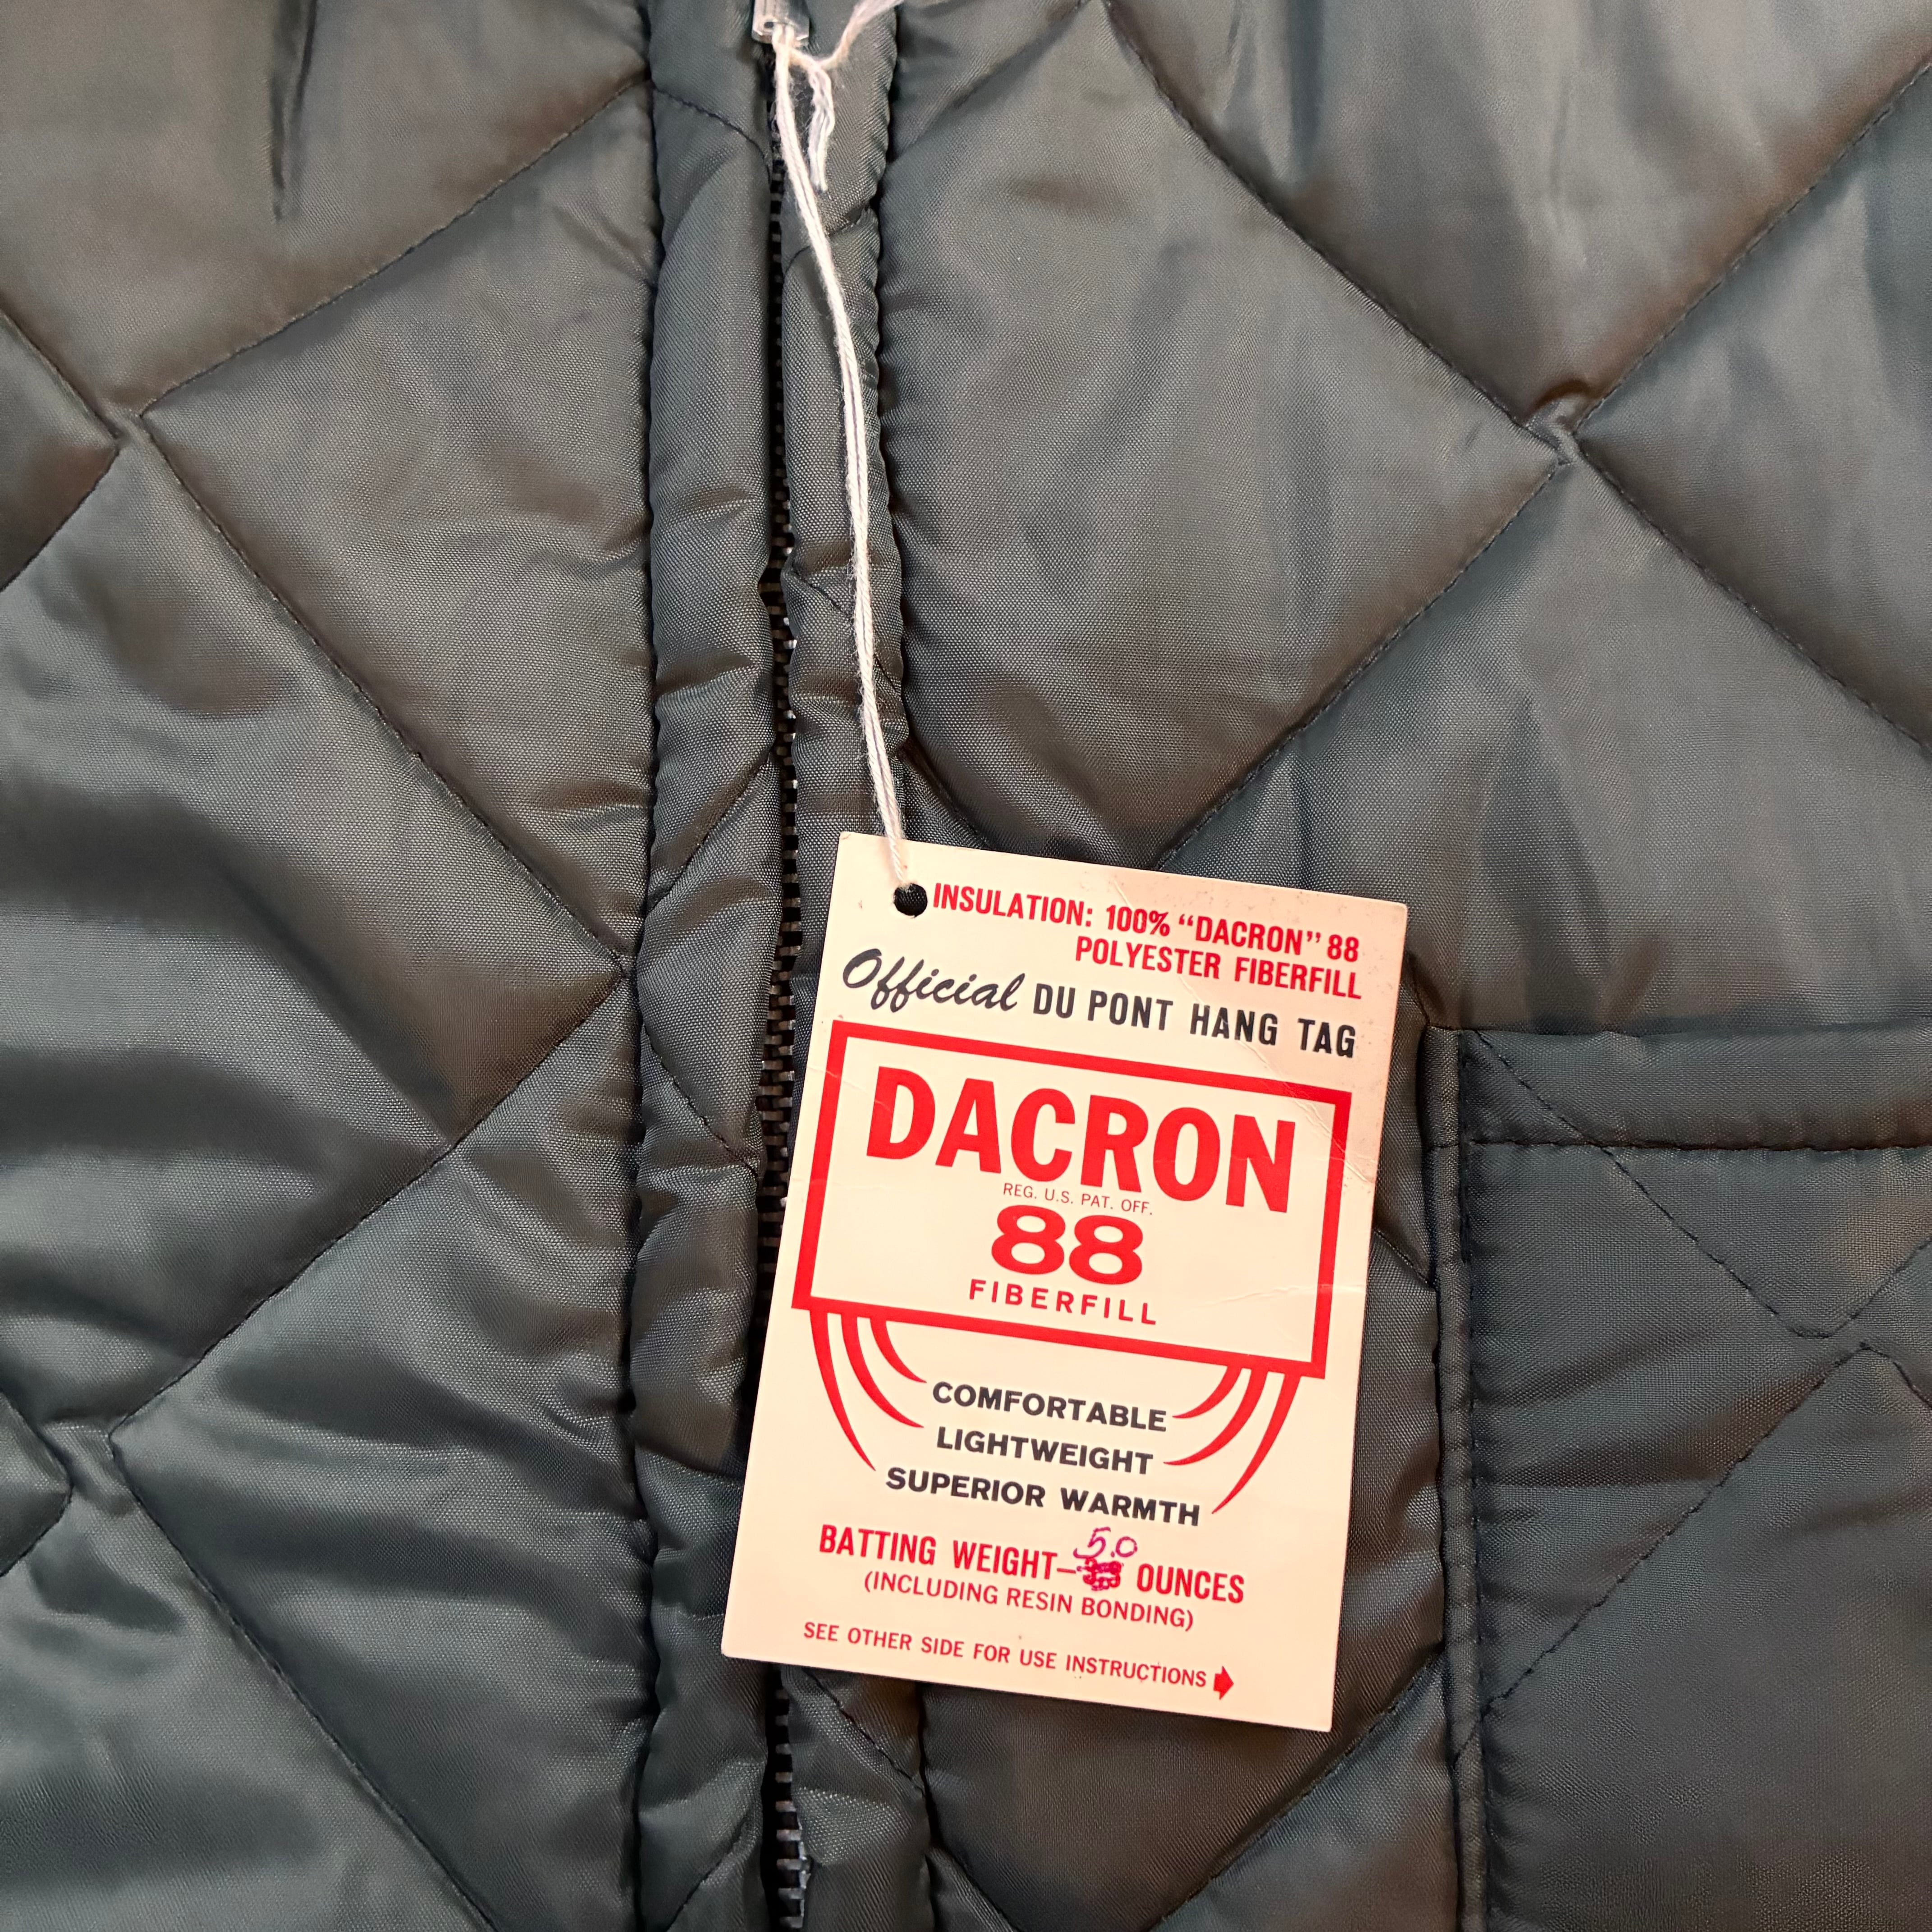 INSULATION: 100% “DACRON” 88
POLYESTER FIBERFILL
Official DU PONT HANG TAG
DACRON
REG. U.S. PAT. OFF.
88
FIBERFILL
COMFORTABLE
LIGHTWEIGHT
SUPERIOR WARMTH
5.0
BATTING WEIGHT— OUNCES
(INCLUDING RESIN BONDING)
SEE OTHER SIDE FOR USE INSTRUCTIONS